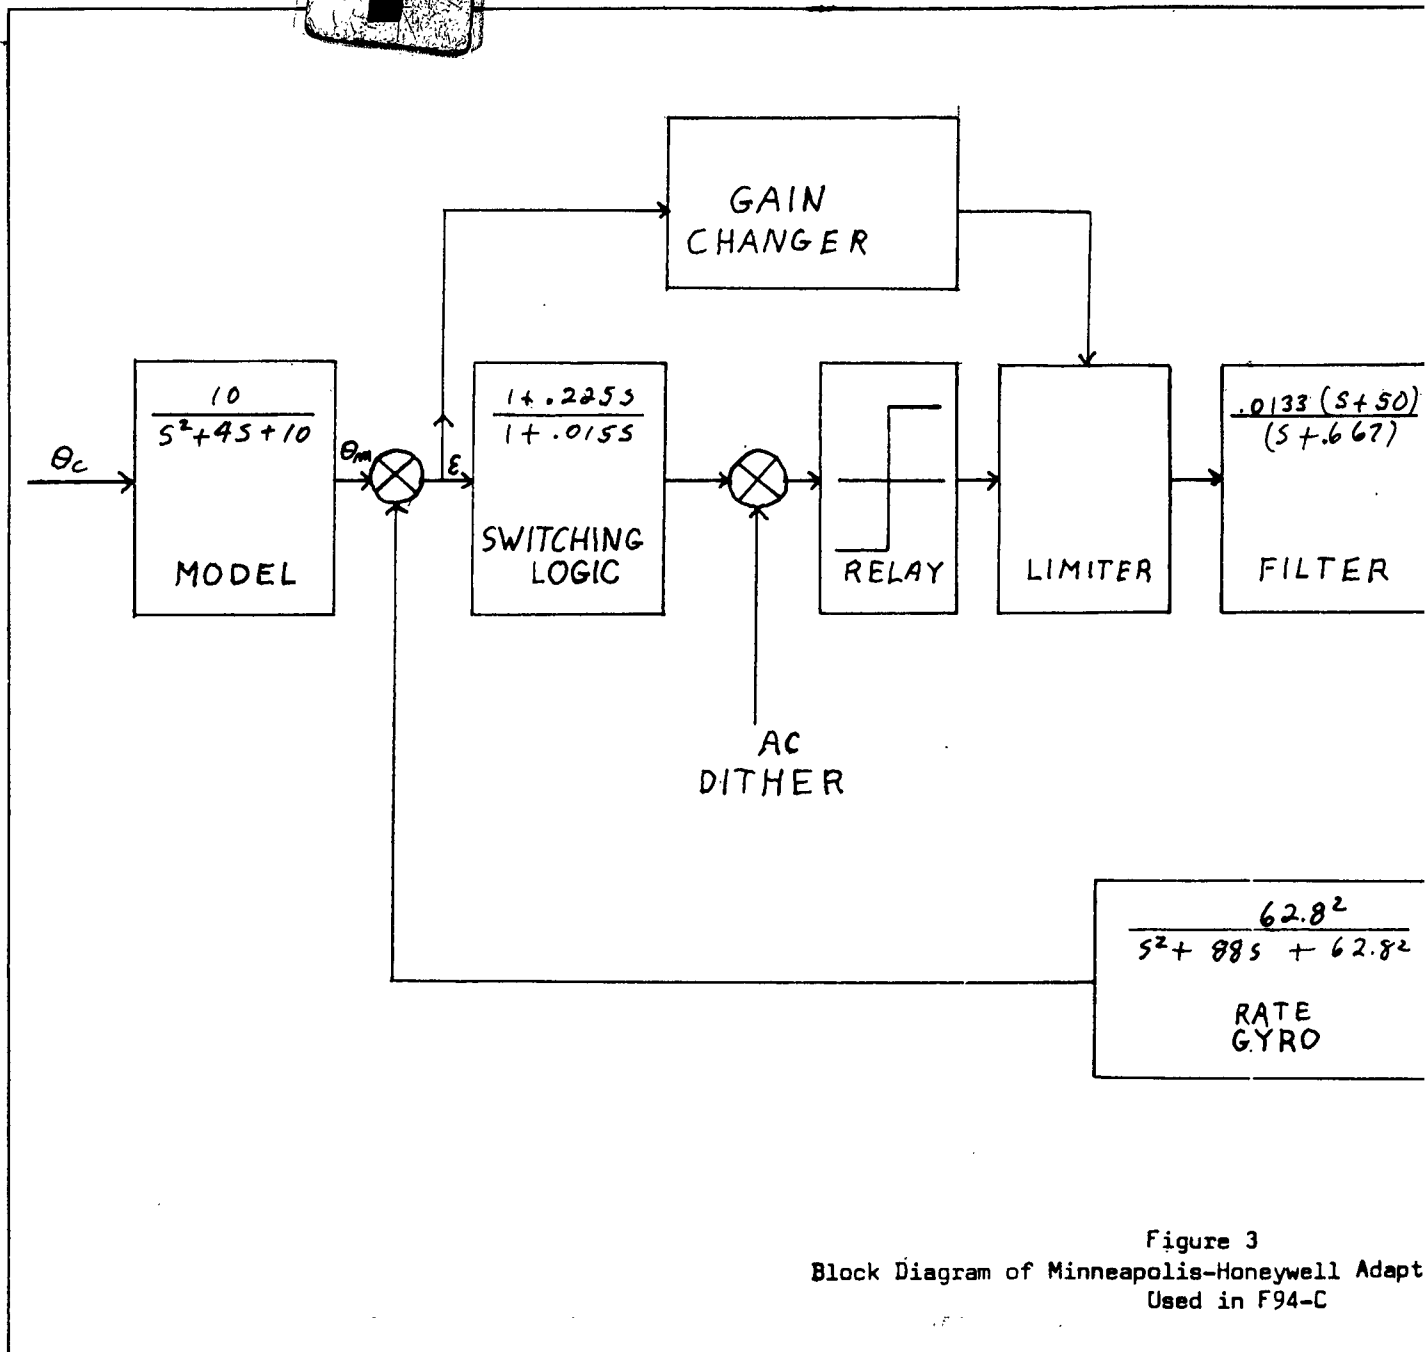 GAIN
CHANGER
10
s²+4s+10
MODEL
θc
θm
ε
1+.225s
1+.015s
SWITCHING
LOGIC
RELAY
LIMITER
.0133(s+50)
(s+.667)
FILTER
AC
DITHER
62.8²
s²+ 88s + 62.8²
RATE
GYRO
Figure 3
Block Diagram of Minneapolis-Honeywell Adapt
Used in F94-C